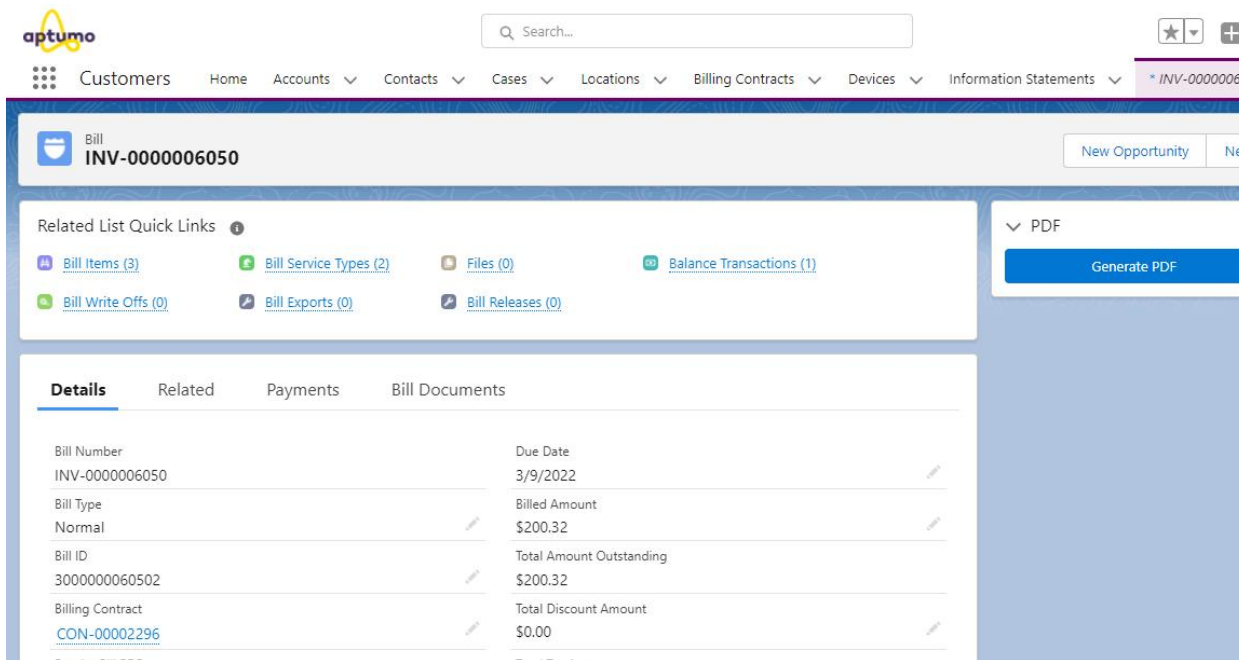 aptumo
Search...
Customers Home Accounts Contacts Cases Locations Billing Contracts Devices Information Statements * INV-0000006
Bill
INV-0000006050
New Opportunity Ne
Related List Quick Links
PDF
Bill Items (3) Bill Service Types (2) Files (0) Balance Transactions (1)
Generate PDF
Bill Write Offs (0) Bill Exports (0) Bill Releases (0)
Details Related Payments Bill Documents
Bill Number Due Date
INV-0000006050 3/9/2022
Bill Type Billed Amount
Normal $200.32
Bill ID Total Amount Outstanding
3000000060502 $200.32
Billing Contract Total Discount Amount
CON-00002296 $0.00